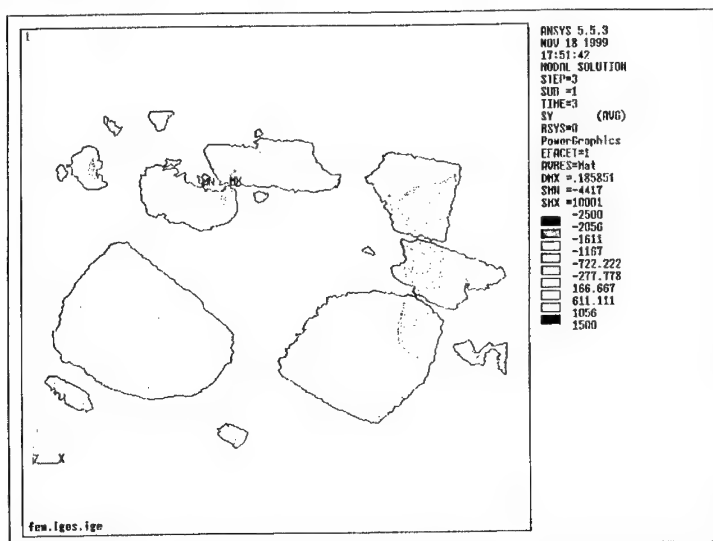 1
ANSYS 5.5.3
NOV 18 1999
17:51:42
NODAL SOLUTION
STEP=3
SUB =1
TIME=3
SY (AVG)
RSYS=0
PowerGraphics
EFACET=1
AVRES=Mat
DMX =.185851
SMN =-4417
SMX =10001
-2500
-2056
-1611
-1167
-722.222
-277.778
166.667
611.111
1056
1500
MN MX
Z X
fem.iges.ige